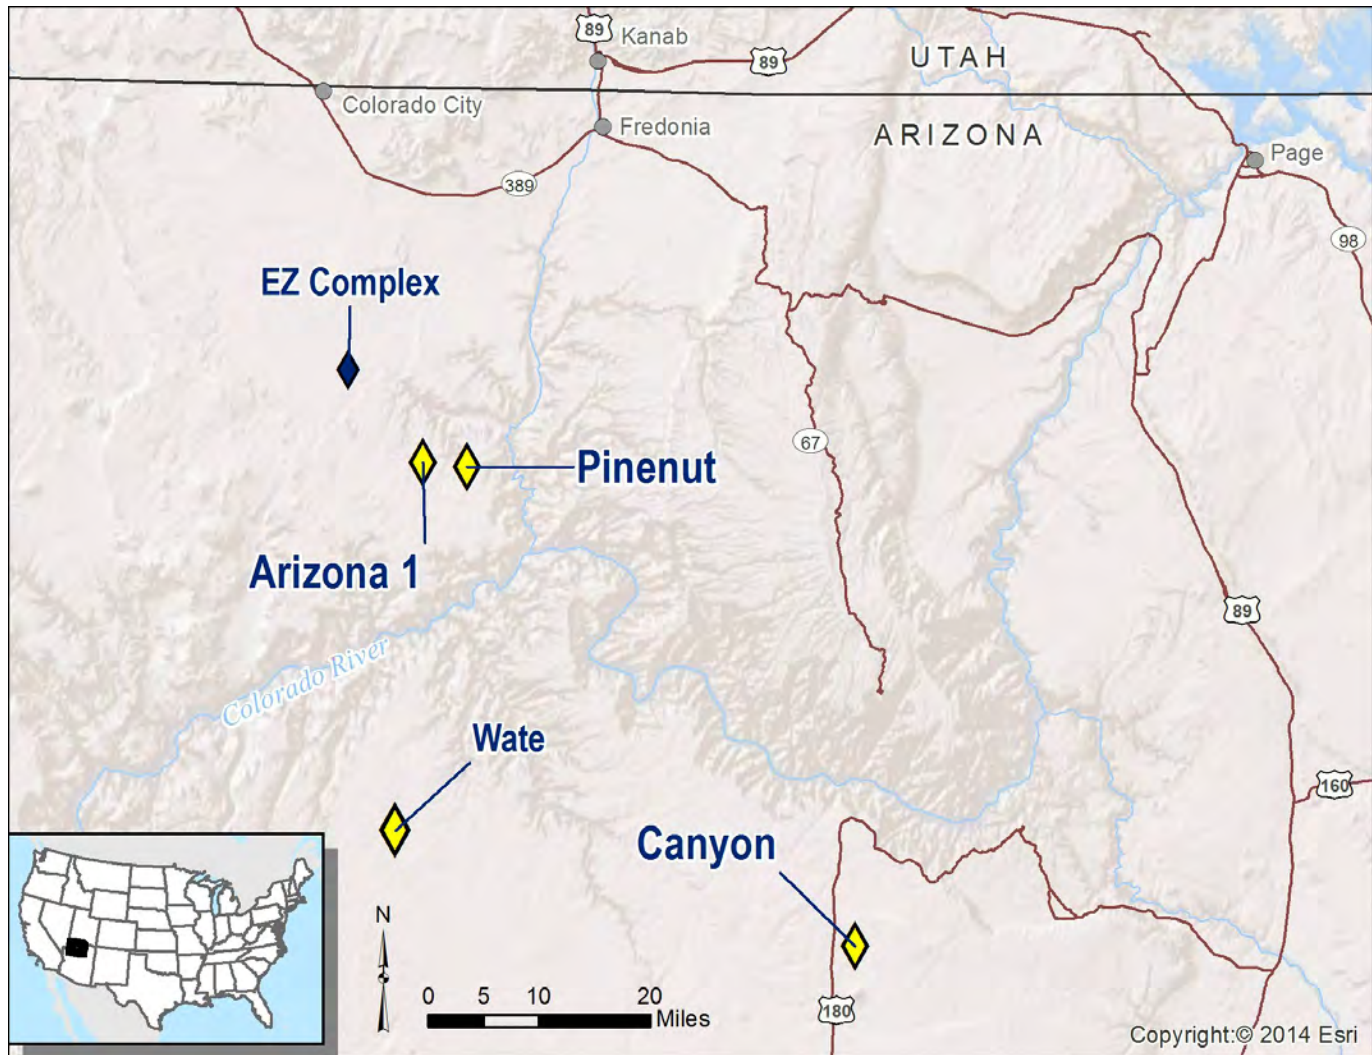 89
Kanab
89
UTAH
Colorado City
Fredonia
ARIZONA
Page
389
98
EZ Complex
67
Pinenut
Arizona 1
89
Colorado River
Wate
160
Canyon
N
0 5 10 20
Miles
180
Copyright:© 2014 Esri